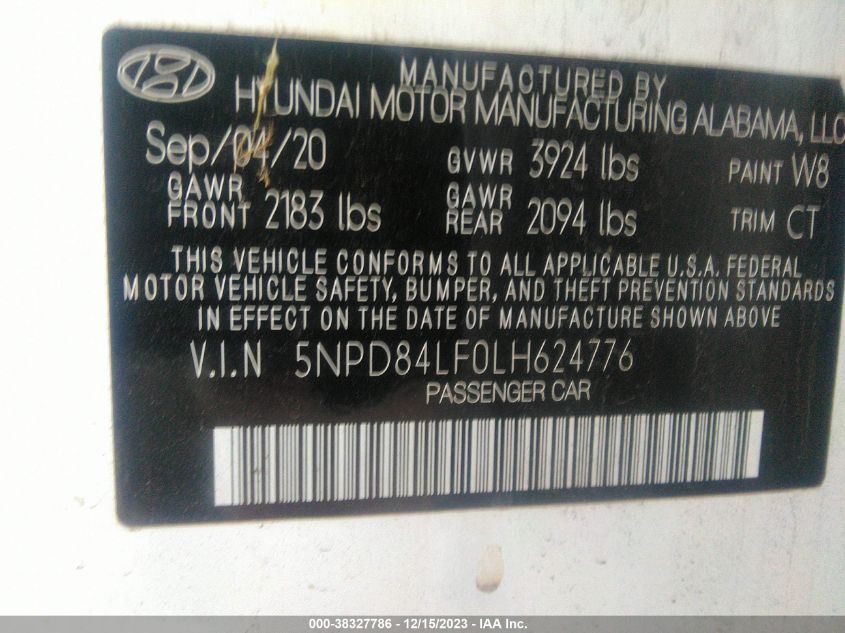 MANUFACTURED BY
HYUNDAI MOTOR MANUFACTURING ALABAMA, LLC
Sep/04/20 GVWR 3924 lbs PAINT W8
GAWR FRONT 2183 lbs GAWR REAR 2094 lbs TRIM CT
THIS VEHICLE CONFORMS TO ALL APPLICABLE U.S.A. FEDERAL
MOTOR VEHICLE SAFETY, BUMPER, AND THEFT PREVENTION STANDARDS
IN EFFECT ON THE DATE OF MANUFACTURE SHOWN ABOVE
V.I.N 5NPD84LF0LH624776
PASSENGER CAR
000-38327786 - 12/15/2023 - IAA Inc.